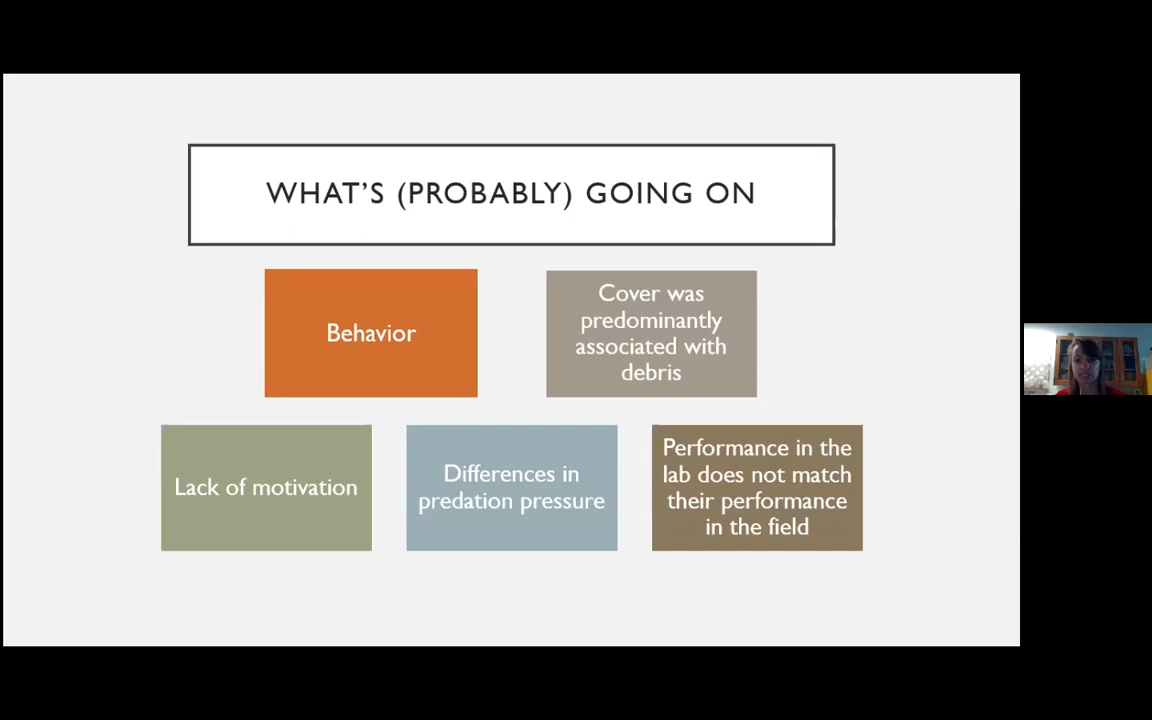 WHAT'S (PROBABLY) GOING ON
Behavior
Cover was
predominantly
associated with
debris
Lack of motivation
Differences in
predation pressure
Performance in the
lab does not match
their performance
in the field